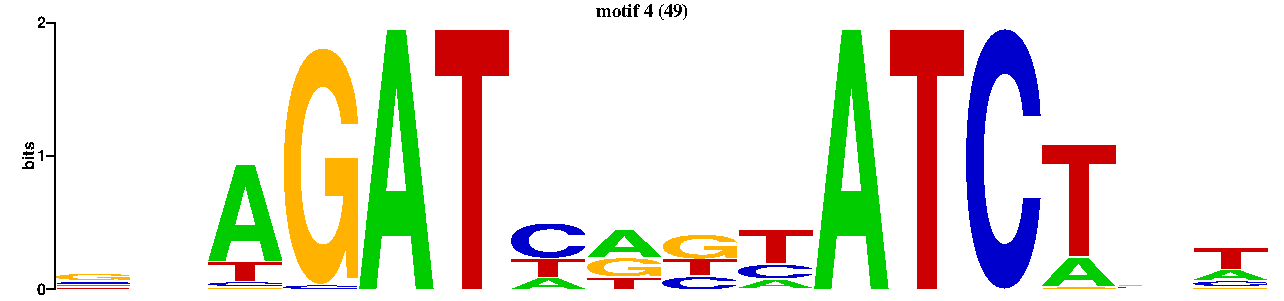 motif 4 (49)
2
bits
1
0
G
A G A T C A G T A T C T T
T T G T C A A
A T C A C